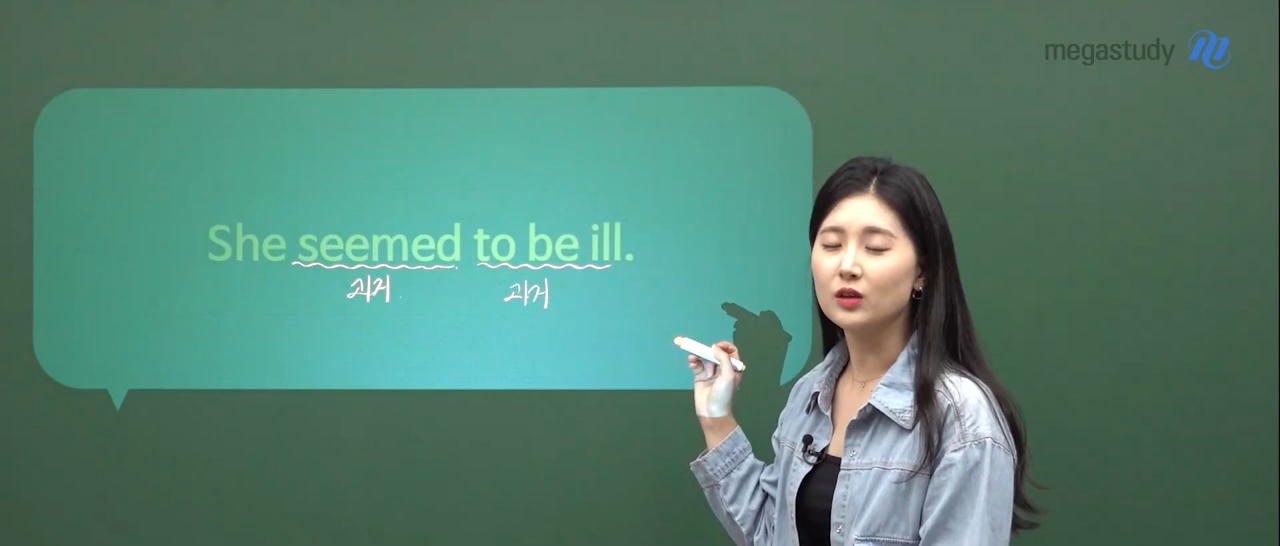 megastudy
She seemed to be ill.
과거 과거